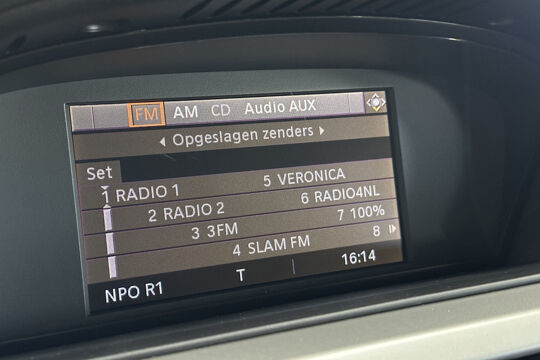 FM AM CD Audio AUX
Opgeslagen zenders
Set
1 RADIO 1
2 RADIO 2
3 3FM
4 SLAM FM
5 VERONICA
6 RADIO4NL
7 100%
8
NPO R1 T 16:14